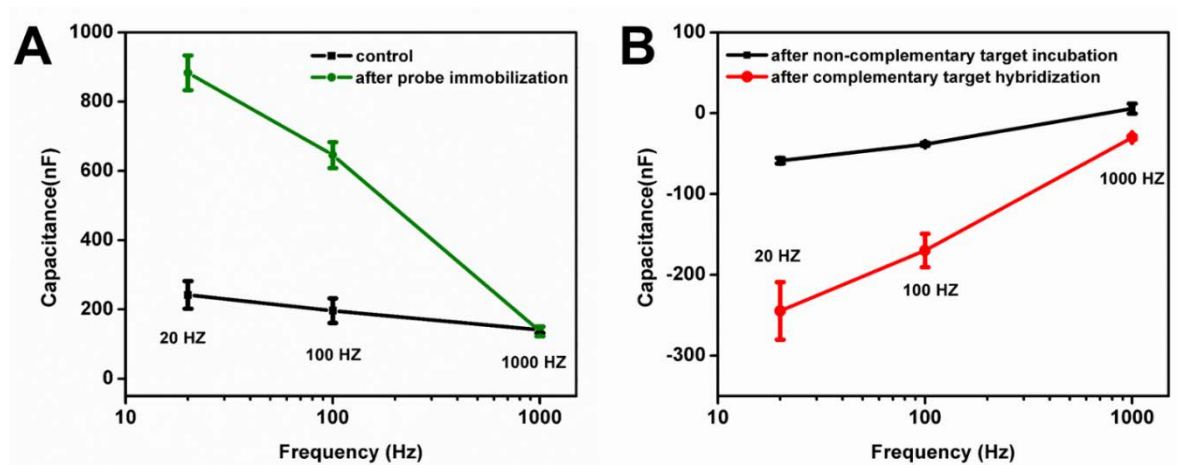 A
1000
800
600
400
200
0
Capacitance(nF)
control
after probe immobilization
20 HZ
100 HZ
1000 HZ
10
100
1000
Frequency (Hz)
B
100
0
-100
-200
-300
Capacitance(nF)
after non-complementary target incubation
after complementary target hybridization
20 HZ
100 HZ
1000 HZ
10
100
1000
Frequency (Hz)